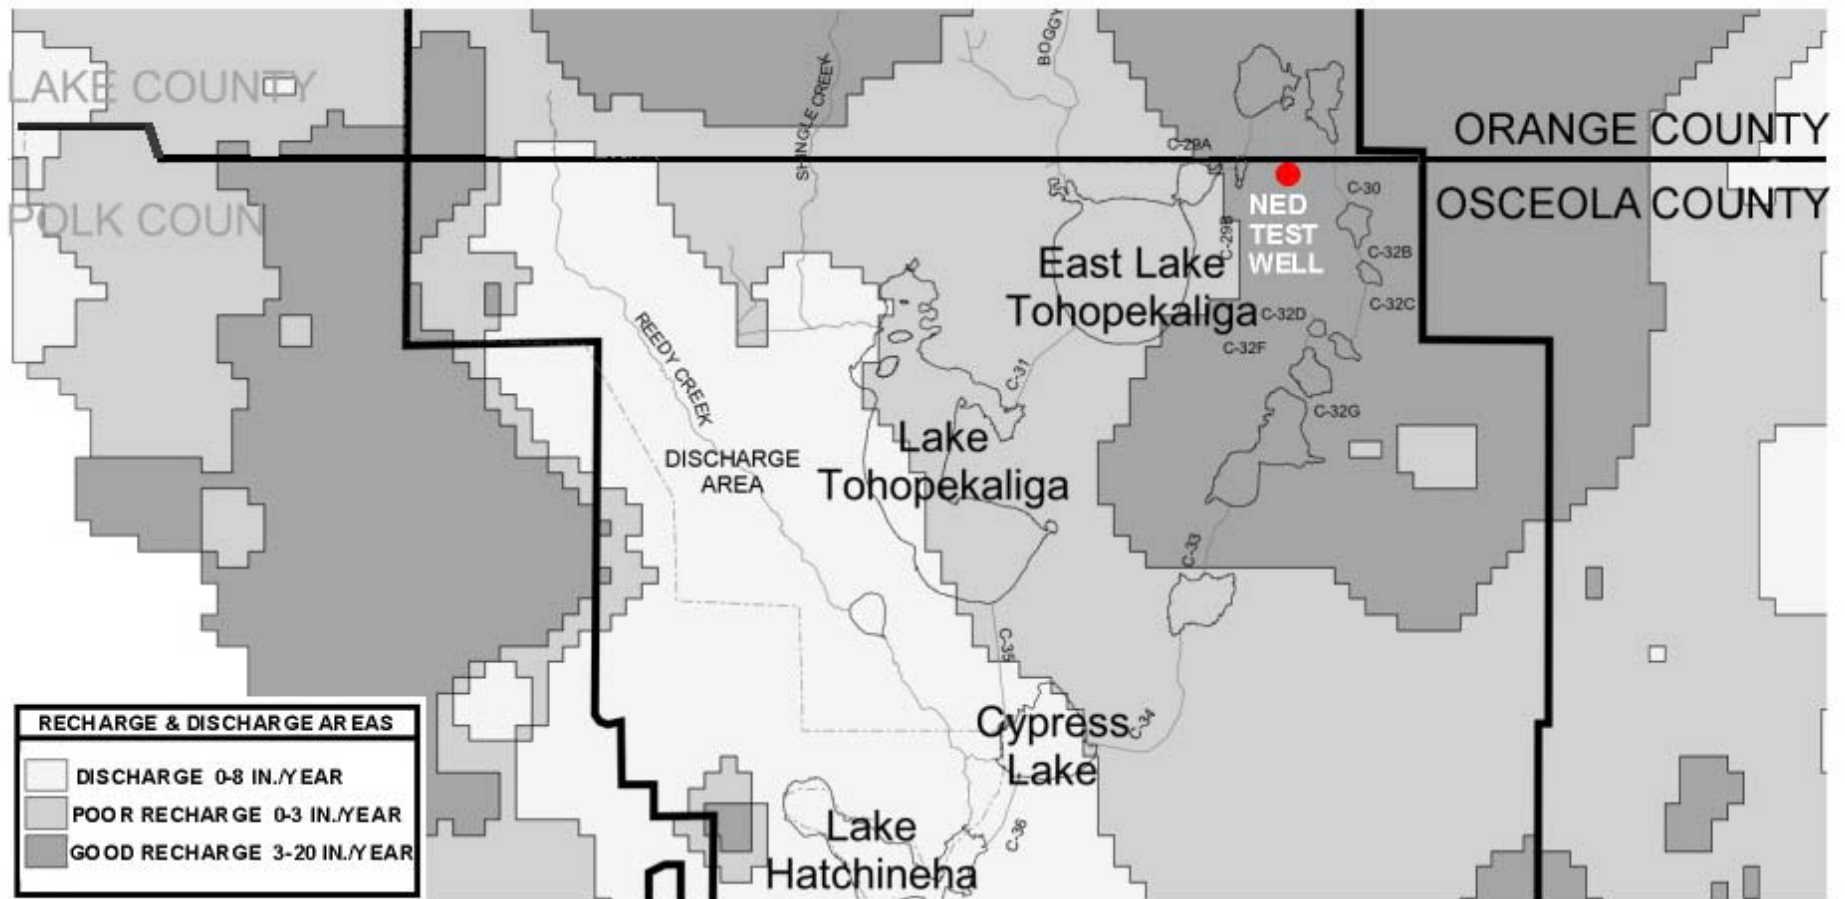 BOGGY
SHINGLE CREEK
LAKE COUNTY
ORANGE COUNTY
C-29A
POLK COUN
C-30
OSCEOLA COUNTY
NED
TEST
WELL
C-29B
C-32B
East Lake
Tohopekaliga
C-32C
C-32D
C-32F
REEDY CREEK
C-31
C-32G
Lake
Tohopekaliga
DISCHARGE
AREA
C-33
C-35
Cypress
Lake
C-34
RECHARGE & DISCHARGE AREAS
DISCHARGE 0-8 IN./YEAR
POOR RECHARGE 0-3 IN./YEAR
GOOD RECHARGE 3-20 IN./YEAR
Lake
Hatchineha
C-36